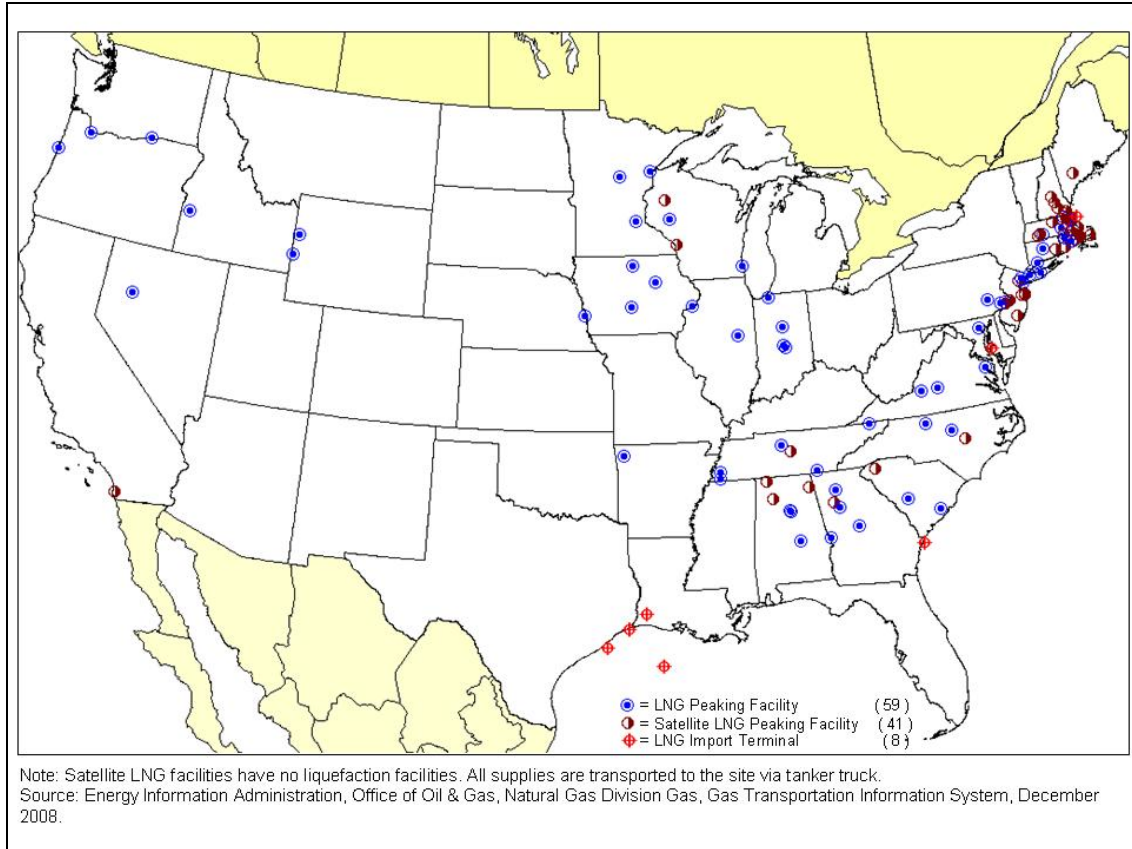 = LNG Peaking Facility (59)
= Satellite LNG Peaking Facility (41)
= LNG Import Terminal (8)
Note: Satellite LNG facilities have no liquefaction facilities. All supplies are transported to the site via tanker truck.
Source: Energy Information Administration, Office of Oil & Gas, Natural Gas Division Gas, Gas Transportation Information System, December
2008.